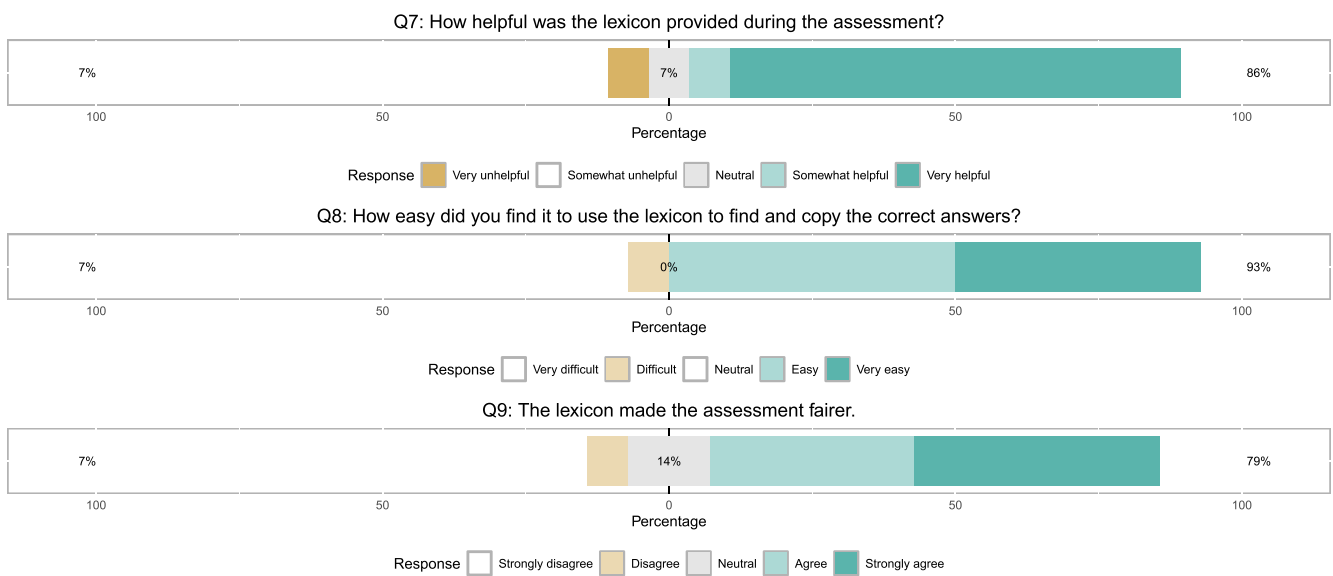 Q7: How helpful was the lexicon provided during the assessment?
7% 7% 86%
100 50 0 50 100
Percentage
Response Very unhelpful Somewhat unhelpful Neutral Somewhat helpful Very helpful
Q8: How easy did you find it to use the lexicon to find and copy the correct answers?
7% 0% 93%
100 50 0 50 100
Percentage
Response Very difficult Difficult Neutral Easy Very easy
Q9: The lexicon made the assessment fairer.
7% 14% 79%
100 50 0 50 100
Percentage
Response Strongly disagree Disagree Neutral Agree Strongly agree